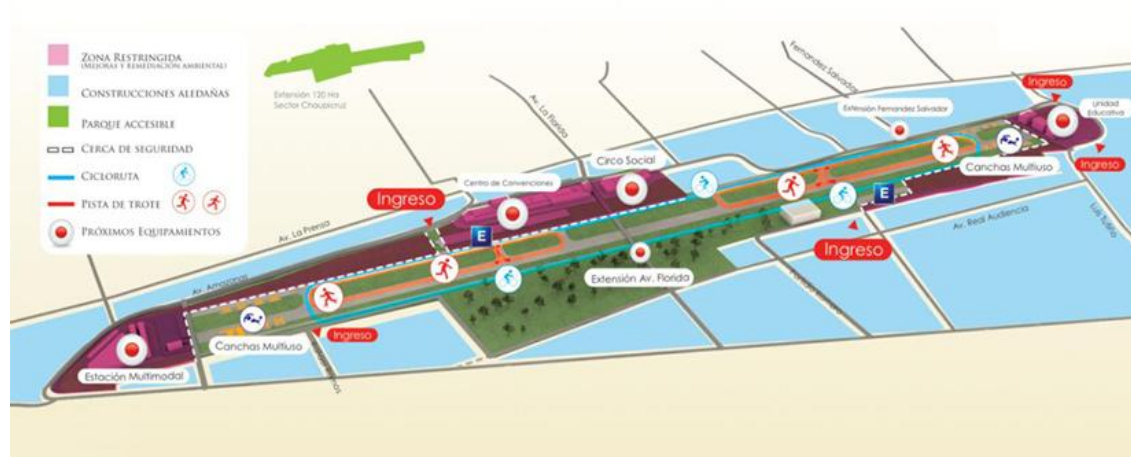 ZONA RESTRINGIDA
(MEJORAS Y REMEDIACIÓN AMBIENTAL)
CONSTRUCCIONES ALEDAÑAS
PARQUE ACCESIBLE
CERCA DE SEGURIDAD
CICLORUTA
PISTA DE TROTE
PRÓXIMOS EQUIPAMIENTOS
Extensión 120 Ha
Sector Chaupicruz
Fernandez Salvador
Ingreso
Unidad
Educativa
Extensión Fernandez Salvador
Av. La Florida
Circo Social
Ingreso
Canchas Multiuso
Centro de Convenciones
Ingreso
E
Av. Real Audiencia
Luis Tufiño
Av. La Prensa
E
Ingreso
Extensión Av. Florida
Av. Amazonas
Ingreso
Canchas Multiuso
Estación Multimodal